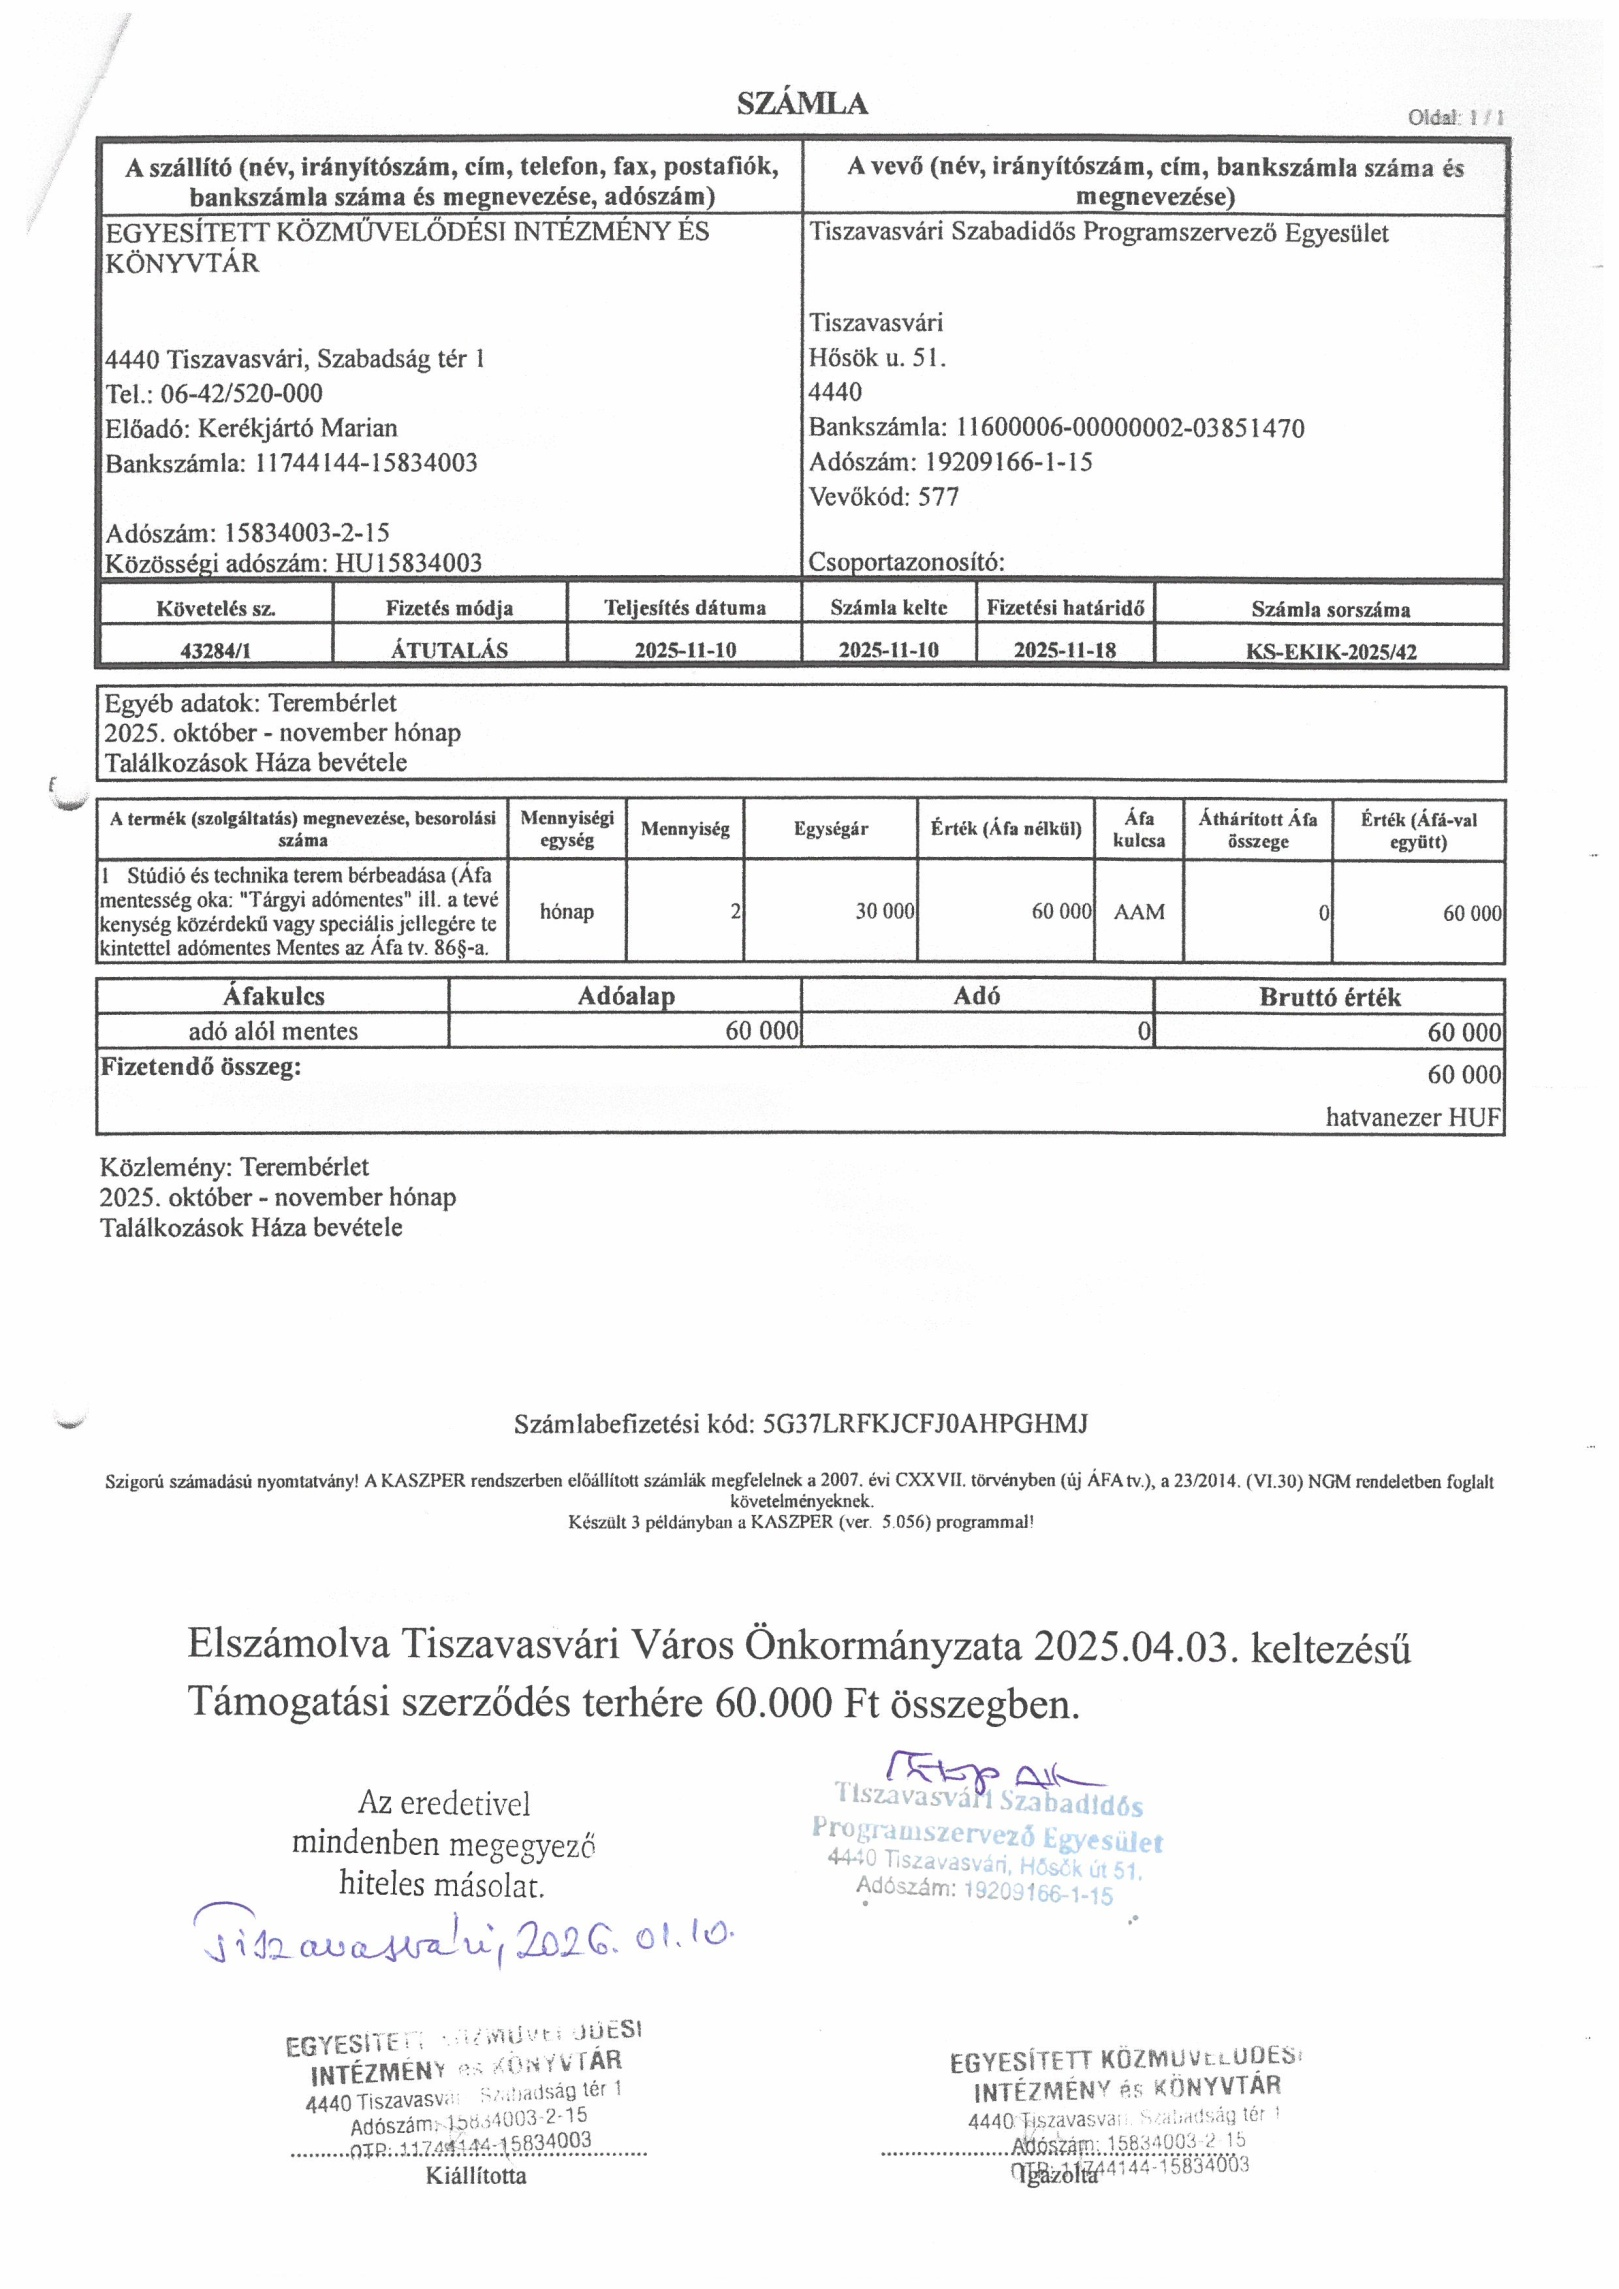 SZÁMLA
Oldal: 1 / 1
A szállító (név, irányítószám, cím, telefon, fax, postafiók,
bankszámla száma és megnevezése, adószám)
A vevő (név, irányítószám, cím, bankszámla száma és
megnevezése)
EGYESÍTETT KÖZMŰVELŐDÉSI INTÉZMÉNY ÉS
KÖNYVTÁR
4440 Tiszavasvári, Szabadság tér 1
Tel.: 06-42/520-000
Előadó: Kerékjártó Marian
Bankszámla: 11744144-15834003
Adószám: 15834003-2-15
Közösségi adószám: HU15834003
Tiszavasvári Szabadidős Programszervező Egyesület
Tiszavasvári
Hősök u. 51.
4440
Bankszámla: 11600006-00000002-03851470
Adószám: 19209166-1-15
Vevőkód: 577
Csoportazonosító:
Követelés sz. Fizetés módja Teljesítés dátuma Számla kelte Fizetési határidő Számla sorszáma
43284/1 ÁTUTALÁS 2025-11-10 2025-11-10 2025-11-18 KS-EKIK-2025/42
Egyéb adatok: Terembérlet
2025. október - november hónap
Találkozások Háza bevétele
A termék (szolgáltatás) megnevezése, besorolási
száma
Mennyiségi
egység
Mennyiség
Egységár
Érték (Áfa nélkül)
Áfa
kulcsa
Áthárított Áfa
összege
Érték (Áfá-val
együtt)
1 Stúdió és technika terem bérbeadása (Áfa
mentesség oka: "Tárgyi adómentes" ill. a tevé
kenység közérdekű vagy speciális jellegére te
kintettel adómentes Mentes az Áfa tv. 86§-a.
hónap 2 30 000 60 000 AAM 0 60 000
Áfakulcs Adóalap Adó Bruttó érték
adó alól mentes 60 000 0 60 000
Fizetendő összeg: 60 000
hatvanezer HUF
Közlemény: Terembérlet
2025. október - november hónap
Találkozások Háza bevétele
Számlabefizetési kód: 5G37LRFKJCFJ0AHPGHMJ
Szigorú számadású nyomtatvány! A KASZPER rendszerben előállított számlák megfelelnek a 2007. évi CXXVII. törvényben (új ÁFA tv.), a 23/2014. (VI.30) NGM rendeletben foglalt
követelményeknek.
Készült 3 példányban a KASZPER (ver. 5.056) programmal!
Elszámolva Tiszavasvári Város Önkormányzata 2025.04.03. keltezésű
Támogatási szerződés terhére 60.000 Ft összegben.
Az eredetivel
mindenben megegyező
hiteles másolat.
Tiszavasvári, 2026. 01.10.
Tiszavasvári Szabadidős
Programszervező Egyesület
4440 Tiszavasvári, Hősök út 51.
Adószám: 19209166-1-15
EGYESÍTETT KÖZMŰVELŐDÉSI
INTÉZMÉNY és KÖNYVTÁR
4440 Tiszavasvári Szabadság tér 1
Adószám: 15834003-2-15
OTP: 11744144-15834003
Kiállította
EGYESÍTETT KÖZMŰVELŐDÉSI
INTÉZMÉNY és KÖNYVTÁR
4440 Tiszavasvári, Szabadság tér 1
Adószám: 15834003-2-15
OTP: 11744144-15834003
Igazolta